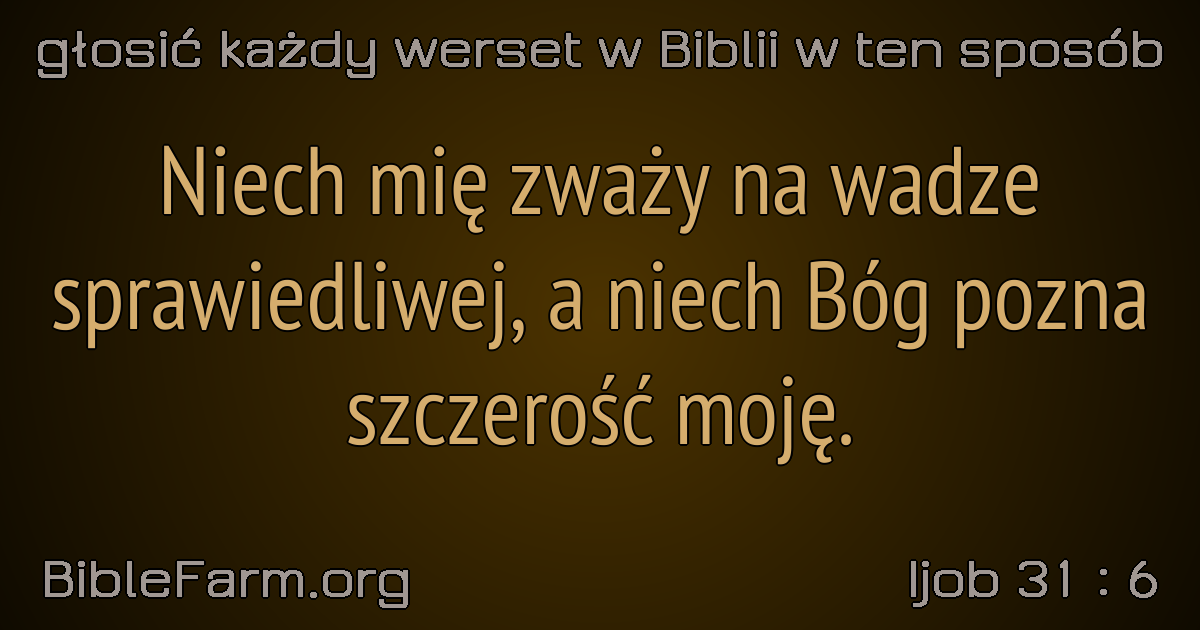 głosić każdy werset w Biblii w ten sposób
Niech mię zważy na wadze
sprawiedliwej, a niech Bóg pozna
szczerość moję.
BibleFarm.org
Ijob 31 : 6